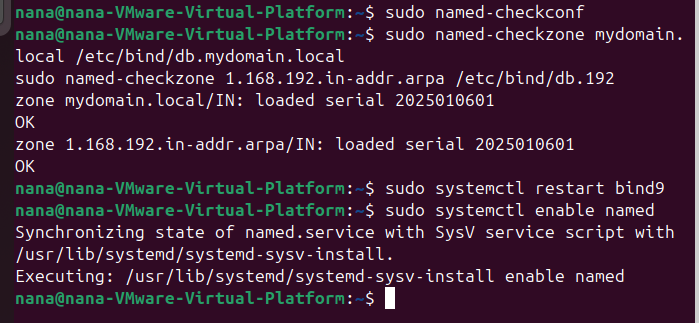 nana@nana-VMware-Virtual-Platform:~$ sudo named-checkconf
nana@nana-VMware-Virtual-Platform:~$ sudo named-checkzone mydomain.
local /etc/bind/db.mydomain.local
sudo named-checkzone 1.168.192.in-addr.arpa /etc/bind/db.192
zone mydomain.local/IN: loaded serial 2025010601
OK
zone 1.168.192.in-addr.arpa/IN: loaded serial 2025010601
OK
nana@nana-VMware-Virtual-Platform:~$ sudo systemctl restart bind9
nana@nana-VMware-Virtual-Platform:~$ sudo systemctl enable named
Synchronizing state of named.service with SysV service script with
/usr/lib/systemd/systemd-sysv-install.
Executing: /usr/lib/systemd/systemd-sysv-install enable named
nana@nana-VMware-Virtual-Platform:~$